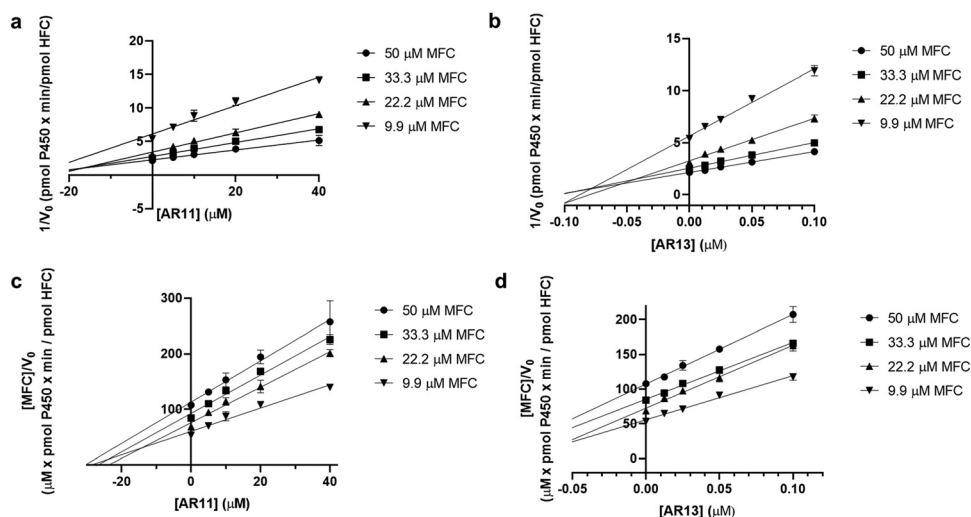 a
1/V0 (pmol P450 x min/pmol HFC)
15
10
5
-5
-20
0
20
40
[AR11] (μM)
50 μM MFC
33.3 μM MFC
22.2 μM MFC
9.9 μM MFC
b
1/V0 (pmol P450 x min/pmol HFC)
15
10
5
0
-0.10
-0.05
0.00
0.05
0.10
[AR13] (μM)
50 μM MFC
33.3 μM MFC
22.2 μM MFC
9.9 μM MFC
c
[MFC]/V0
(μM x pmol P450 x min / pmol HFC)
300
200
100
-20
0
20
40
[AR11] (μM)
50 μM MFC
33.3 μM MFC
22.2 μM MFC
9.9 μM MFC
d
[MFC]/V0
(μM x pmol P450 x min / pmol HFC)
200
150
100
50
0
-0.05
0.00
0.05
0.10
[AR13] (μM)
50 μM MFC
33.3 μM MFC
22.2 μM MFC
9.9 μM MFC